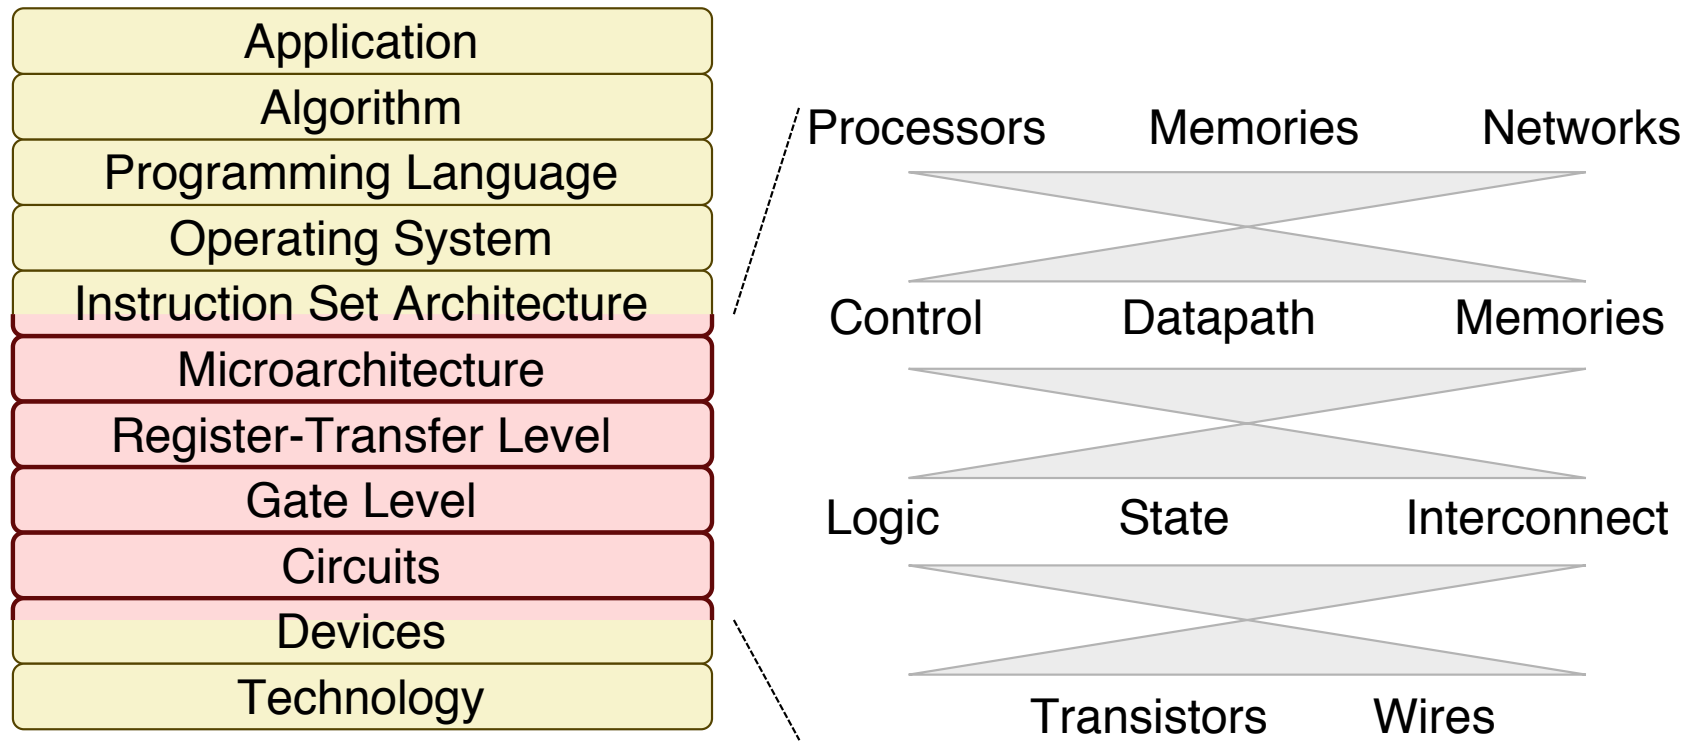 Application
Algorithm
Programming Language
Operating System
Instruction Set Architecture
Microarchitecture
Register-Transfer Level
Gate Level
Circuits
Devices
Technology
Processors Memories Networks
Control Datapath Memories
Logic State Interconnect
Transistors Wires